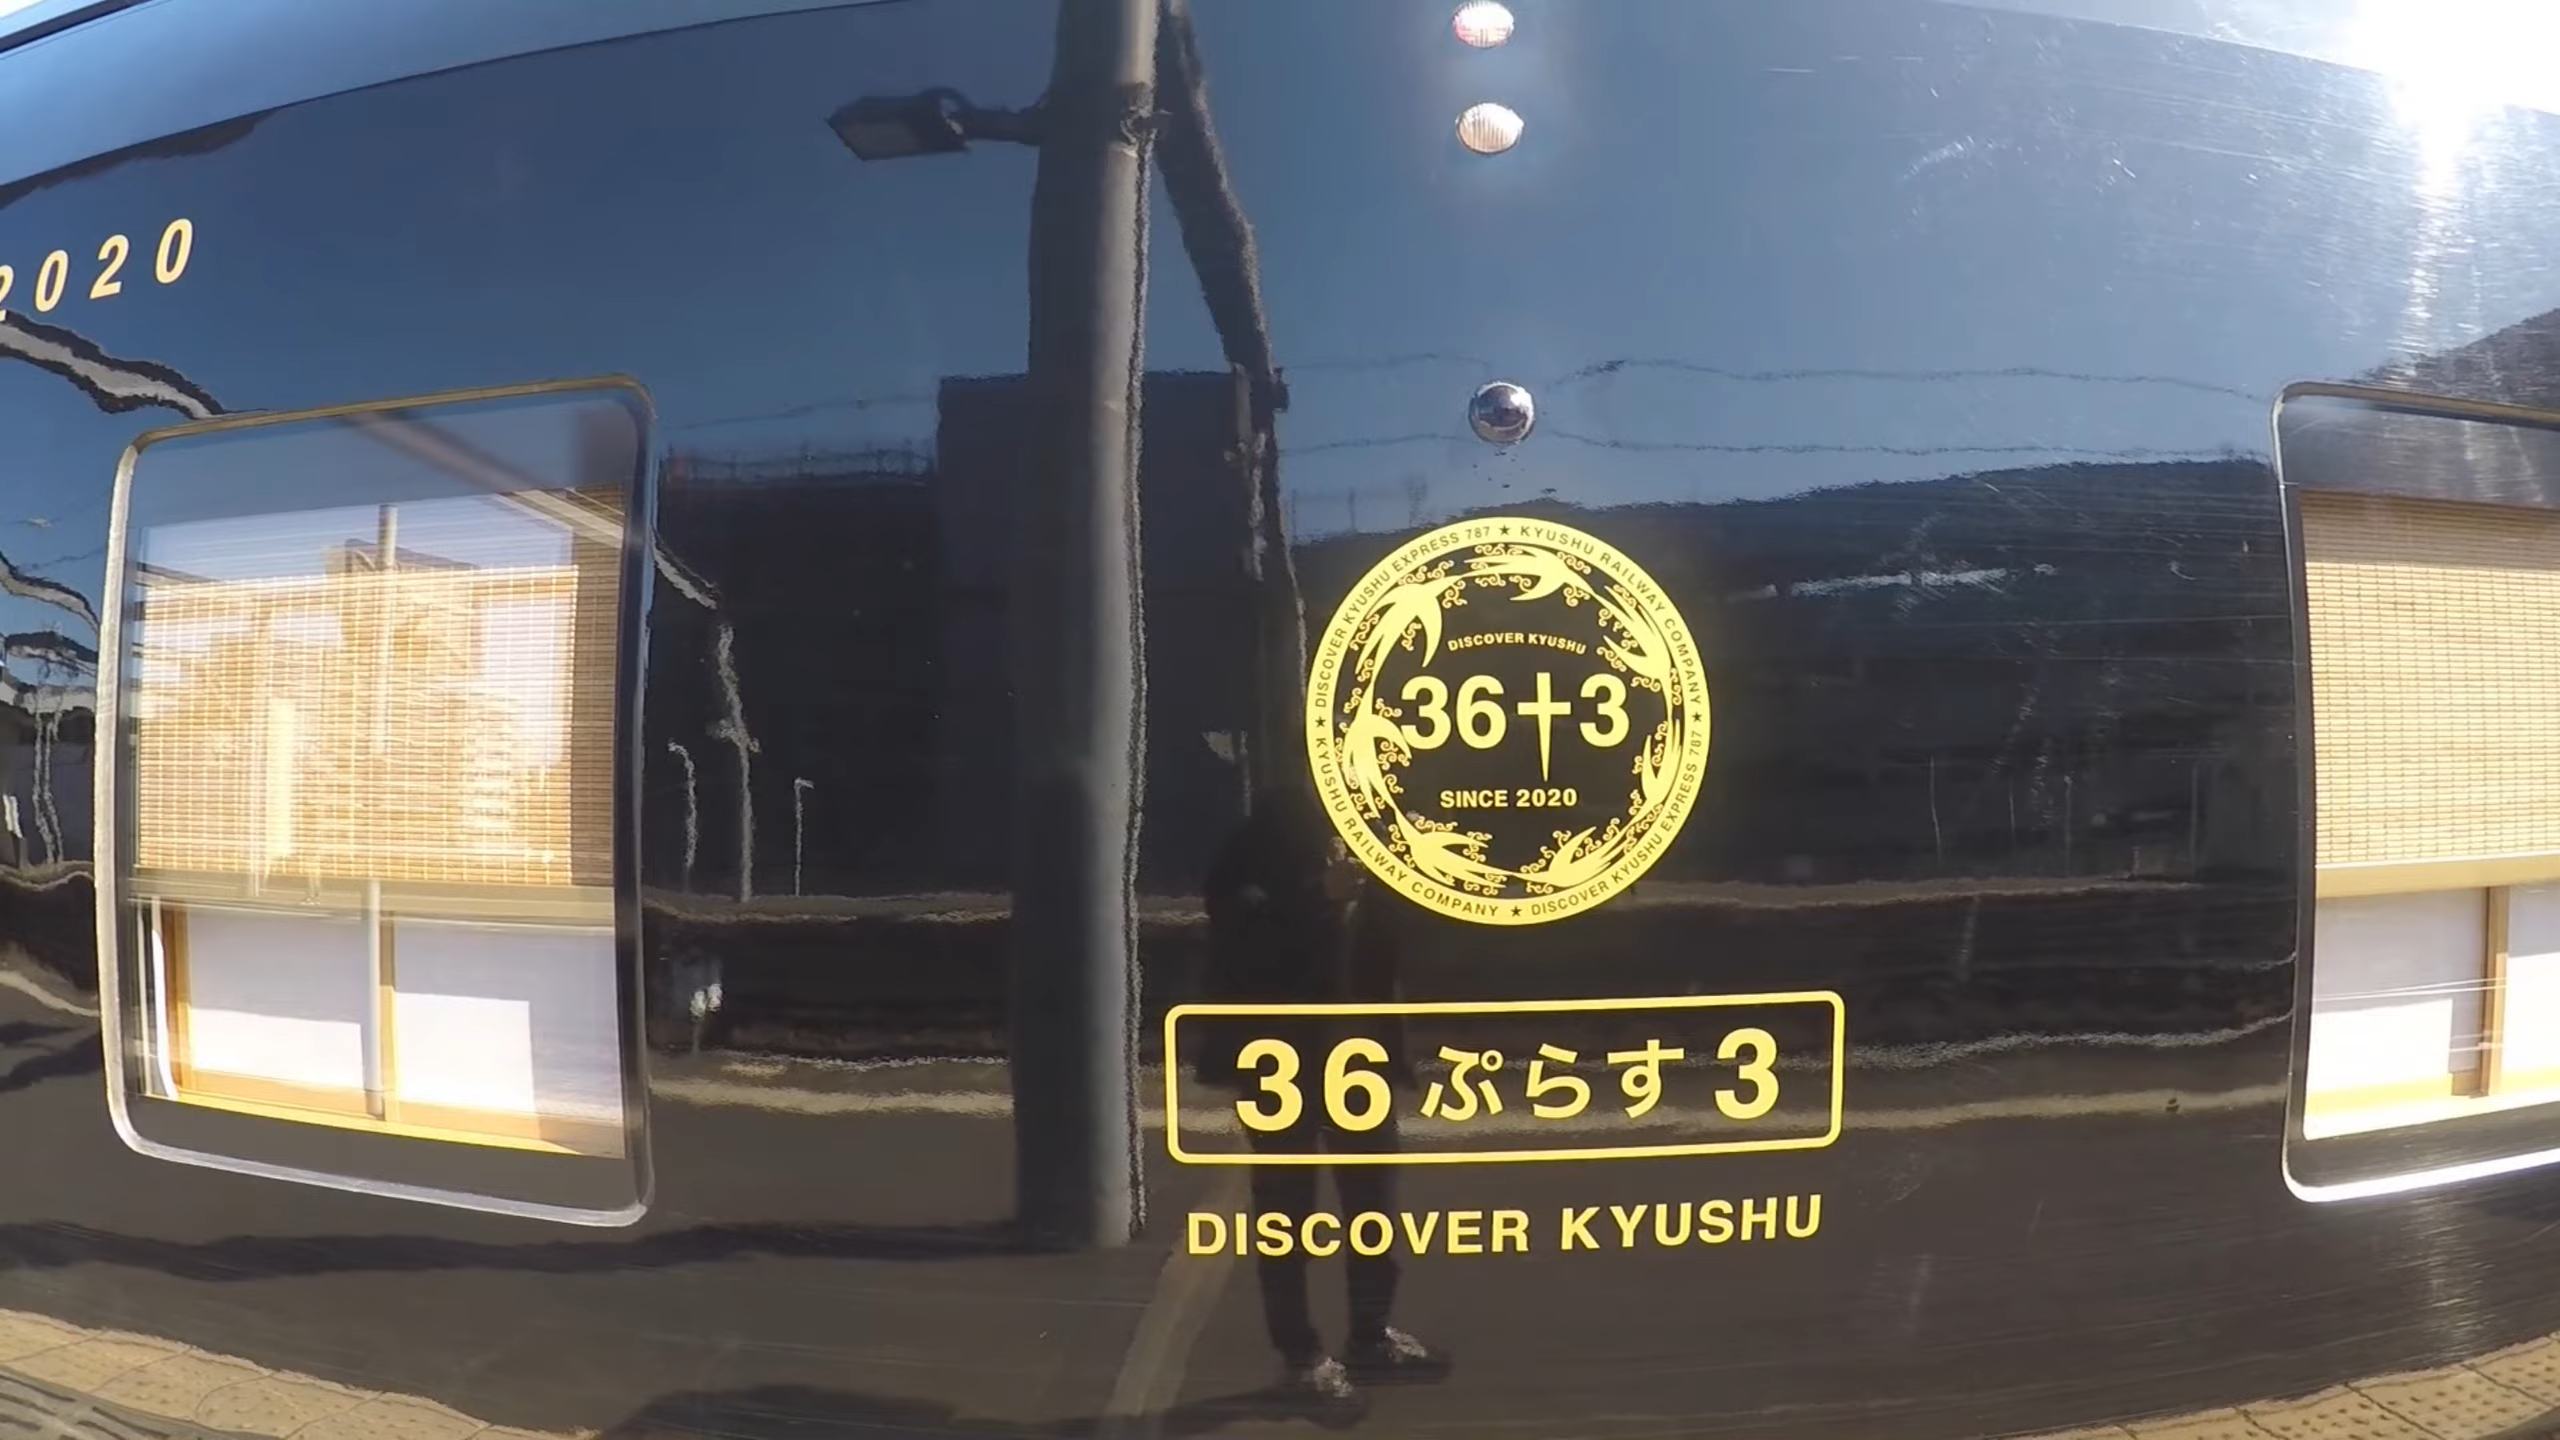 2020
DISCOVER KYUSHU EXPRESS 787 ★ KYUSHU RAILWAY COMPANY ★ DISCOVER KYUSHU EXPRESS 787 ★ KYUSHU RAILWAY COMPANY ★
DISCOVER KYUSHU
36+3
SINCE 2020
36ぷらす3
DISCOVER KYUSHU